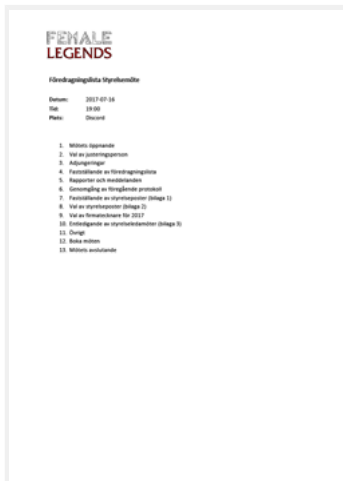 FEMALE
LEGENDS
Föredragningslista Styrelsemöte
Datum: 2017-07-16
Tid: 19:00
Plats: Discord
1. Mötets öppnande
2. Val av justeringsperson
3. Adjungeringar
4. Fastställande av föredragningslista
5. Rapporter och meddelanden
6. Genomgång av föregående protokoll
7. Fastställande av styrelseposter (bilaga 1)
8. Val av styrelseposter (bilaga 2)
9. Val av firmatecknare för 2017
10. Entledigande av styrelseledamöter (bilaga 3)
11. Övrigt
12. Boka möten
13. Mötets avslutande